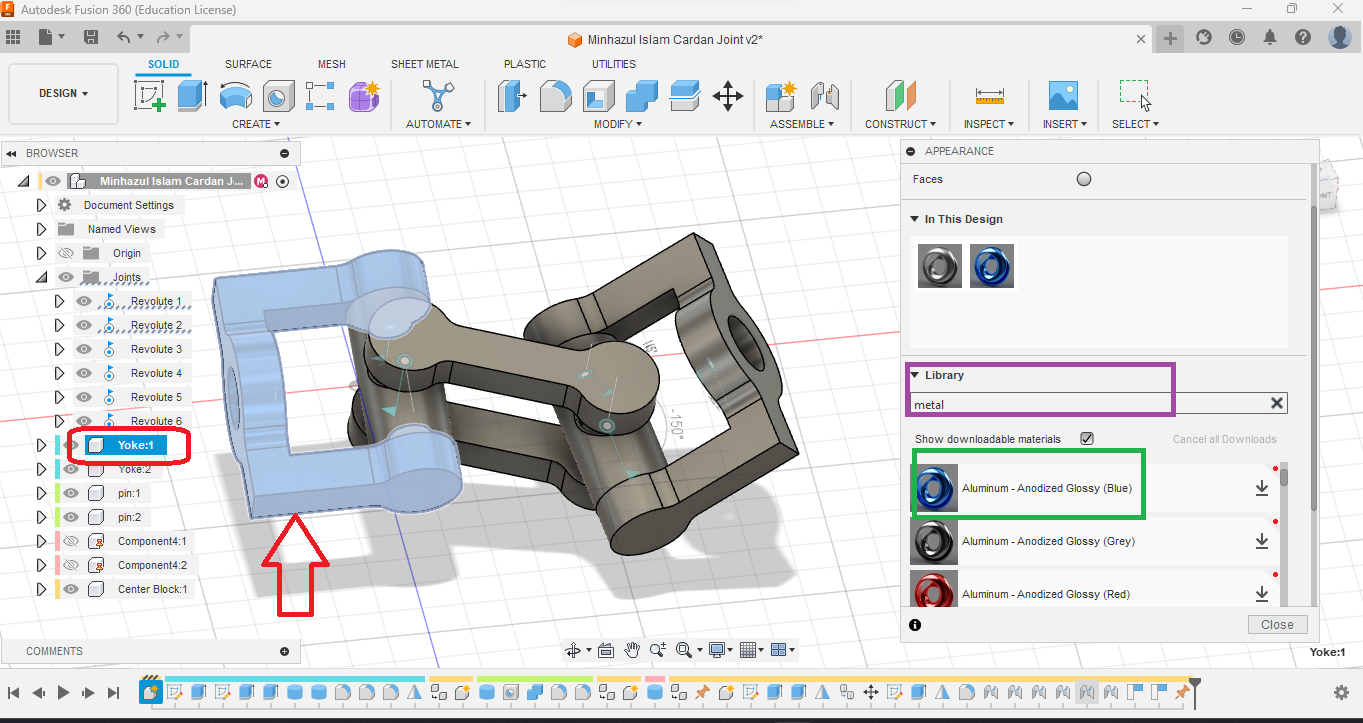 Autodesk Fusion 360 (Education License)
Minhazul Islam Cardan Joint v2*
SOLID SURFACE MESH SHEET METAL PLASTIC UTILITIES
DESIGN
CREATE AUTOMATE MODIFY ASSEMBLE CONSTRUCT INSPECT INSERT SELECT
BROWSER
Minhazul Islam Cardan J...
Document Settings
Named Views
Origin
Joints
Revolute 1
Revolute 2
Revolute 3
Revolute 4
Revolute 5
Revolute 6
Yoke:1
Yoke:2
pin:1
pin:2
Component4:1
Component4:2
Center Block:1
COMMENTS
-150°
APPEARANCE
Faces
In This Design
Library
metal
Show downloadable materials Cancel all Downloads
Aluminum - Anodized Glossy (Blue)
Aluminum - Anodized Glossy (Grey)
Aluminum - Anodized Glossy (Red)
Close
Yoke:1